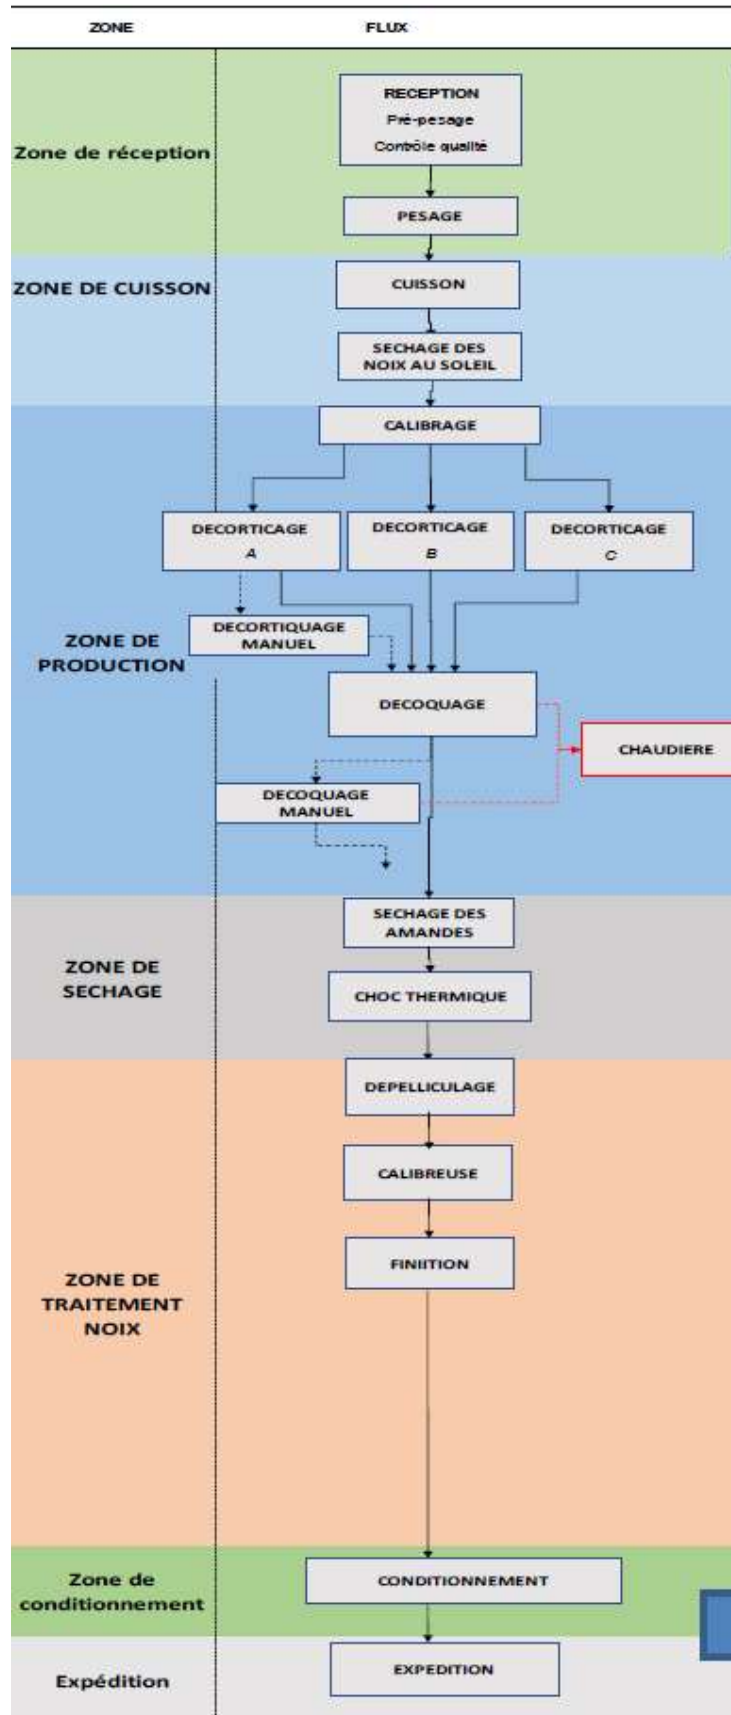 ZONE
FLUX
Zone de réception
RECEPTION
Pré-pesage
Contrôle qualité
PESAGE
ZONE DE CUISSON
CUISSON
SECHAGE DES
NOIX AU SOLEIL
CALIBRAGE
DECORTICAGE
A
DECORTICAGE
B
DECORTICAGE
C
ZONE DE
PRODUCTION
DECORTIQUAGE
MANUEL
DECOQUAGE
CHAUDIERE
DECOQUAGE
MANUEL
ZONE DE
SECHAGE
SECHAGE DES
AMANDES
CHOC THERMIQUE
ZONE DE
TRAITEMENT
NOIX
DEPELLICULAGE
CALIBREUSE
FINIITION
Zone de
conditionnement
CONDITIONNEMENT
Expédition
EXPEDITION